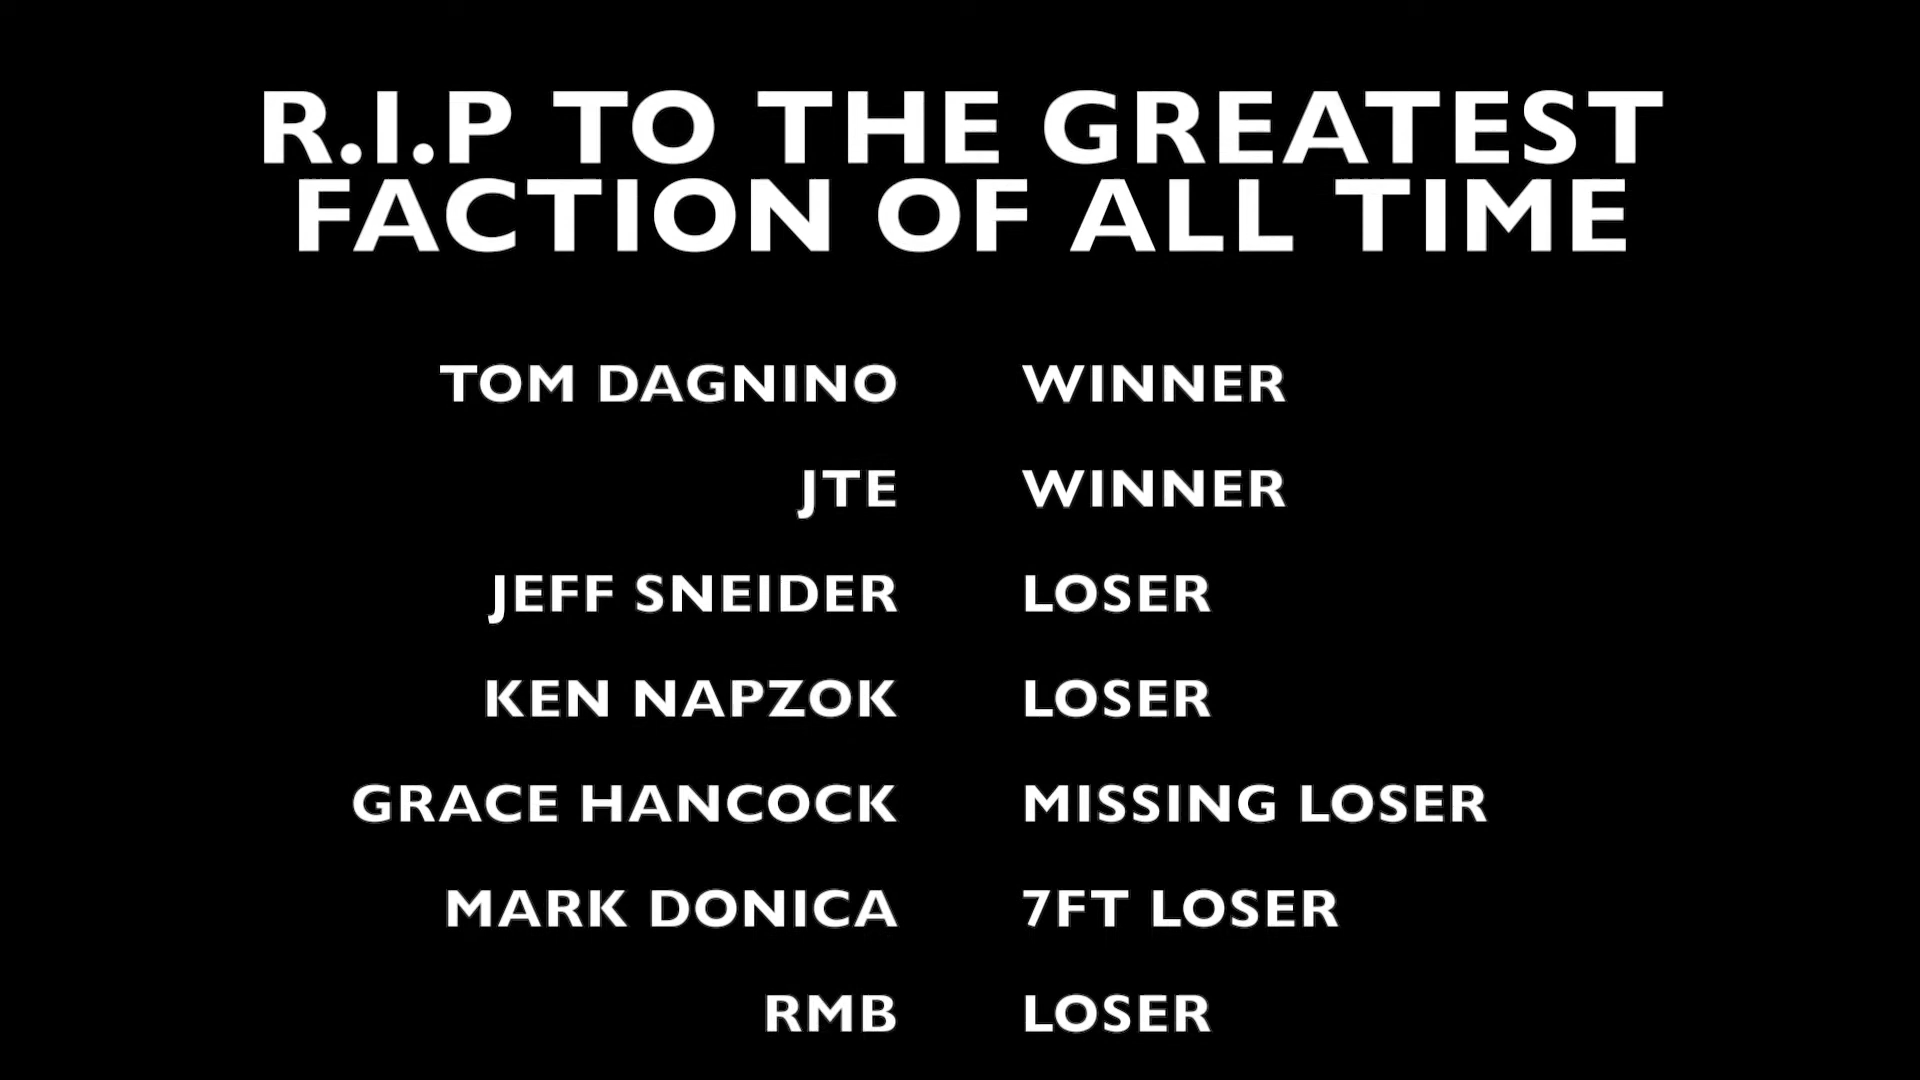 R.I.P TO THE GREATEST
FACTION OF ALL TIME
TOM DAGNINO WINNER
JTE WINNER
JEFF SNEIDER LOSER
KEN NAPZOK LOSER
GRACE HANCOCK MISSING LOSER
MARK DONICA 7FT LOSER
RMB LOSER